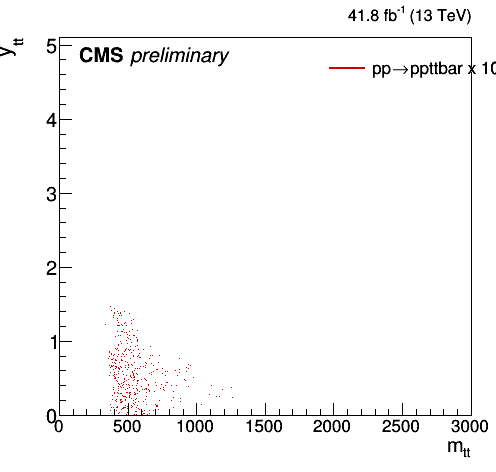 41.8 fb⁻¹ (13 TeV)
CMS preliminary
pp→ppttbar x 10
y_tt
5
4
3
2
1
0
0 500 1000 1500 2000 2500 3000
m_tt